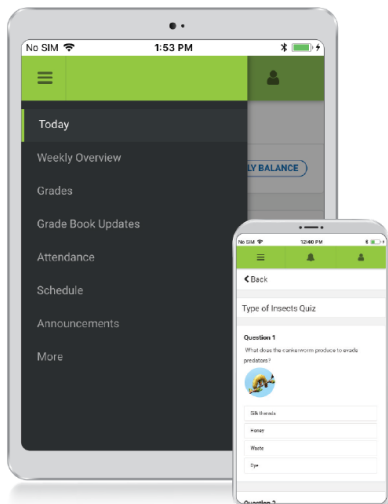 No SIM 1:53 PM
Today
LY BALANCE
Weekly Overview
Grades
Grade Book Updates
Attendance
Schedule
Announcements
More
No SIM 12:40 PM
Back
Type of Insects Quiz
Question 1
What does the cankerworm produce to evade
predators?
Silk threads
Honey
Waste
Dye
Question 2